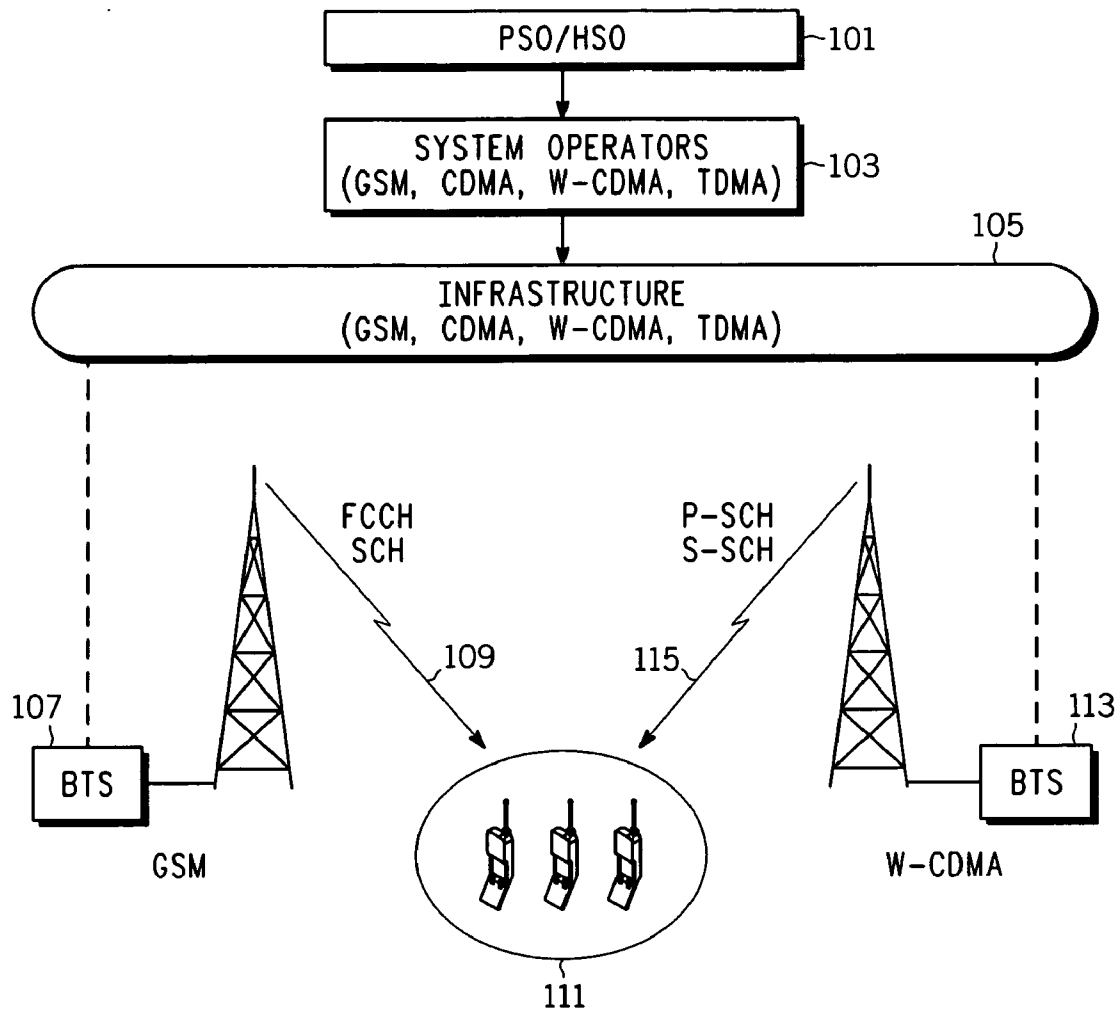 PSO/HSO
101
SYSTEM OPERATORS
(GSM, CDMA, W-CDMA, TDMA)
103
105
INFRASTRUCTURE
(GSM, CDMA, W-CDMA, TDMA)
FCCH
SCH
P-SCH
S-SCH
109
115
107
113
BTS
BTS
GSM
W-CDMA
111